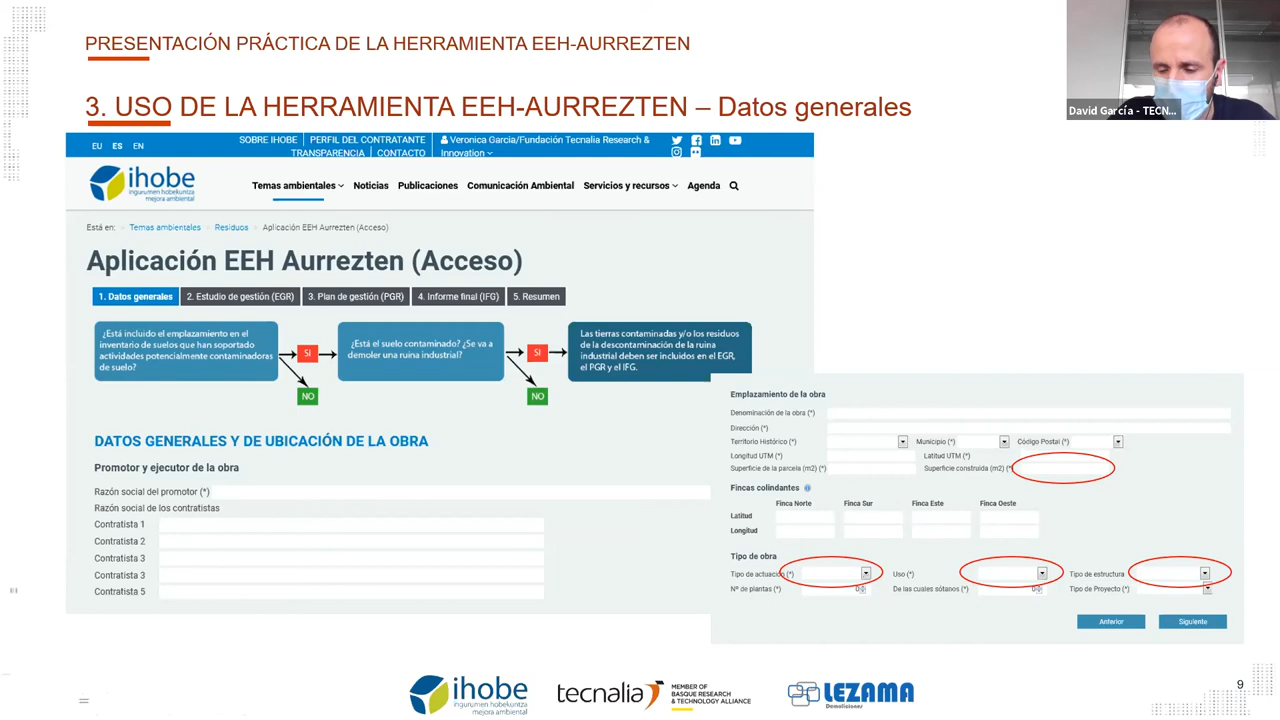 PRESENTACIÓN PRÁCTICA DE LA HERRAMIENTA EEH-AURREZTEN
David García - TECN...
3. USO DE LA HERRAMIENTA EEH-AURREZTEN – Datos generales
EU ES EN
SOBRE IHOBE | PERFIL DEL CONTRATANTE
TRANSPARENCIA | CONTACTO
Veronica Garcia/Fundación Tecnalia Research &
Innovation
ihobe
ingurumen hobekuntza
mejora ambiental
Temas ambientales Noticias Publicaciones Comunicación Ambiental Servicios y recursos Agenda
Está en: » Temas ambientales » Residuos » Aplicación EEH Aurrezten (Acceso)
Aplicación EEH Aurrezten (Acceso)
1. Datos generales 2. Estudio de gestión (EGR) 3. Plan de gestión (PGR) 4. Informe final (IFG) 5. Resumen
¿Está incluido el emplazamiento en el
inventario de suelos que han soportado
actividades potencialmente contaminadoras
de suelo?
SI
NO
¿Está el suelo contaminado? ¿Se va a
demoler una ruina industrial?
SI
NO
Las tierras contaminadas y/o los residuos
de la descontaminación de la ruina
industrial deben ser incluidos en el EGR,
el PGR y el IFG.
DATOS GENERALES Y DE UBICACIÓN DE LA OBRA
Promotor y ejecutor de la obra
Razón social del promotor (*)
Razón social de los contratistas
Contratista 1
Contratista 2
Contratista 3
Contratista 3
Contratista 5
Emplazamiento de la obra
Denominación de la obra (*)
Dirección (*)
Territorio Histórico (*) Municipio (*) Código Postal (*)
Longitud UTM (*) Latitud UTM (*)
Superficie de la parcela (m2) (*) Superficie construida (m2) (*
Fincas colindantes
Finca Norte Finca Sur Finca Este Finca Oeste
Latitud
Longitud
Tipo de obra
Tipo de actuación (*) Uso (*) Tipo de estructura
Nº de plantas (*) 0 De las cuales sótanos (*) 0 Tipo de Proyecto (*)
Anterior Siguiente
ihobe
ingurumen hobekuntza
mejora ambiental
tecnalia
MEMBER OF
BASQUE RESEARCH
& TECHNOLOGY ALLIANCE
LEZAMA
Demoliciones
9